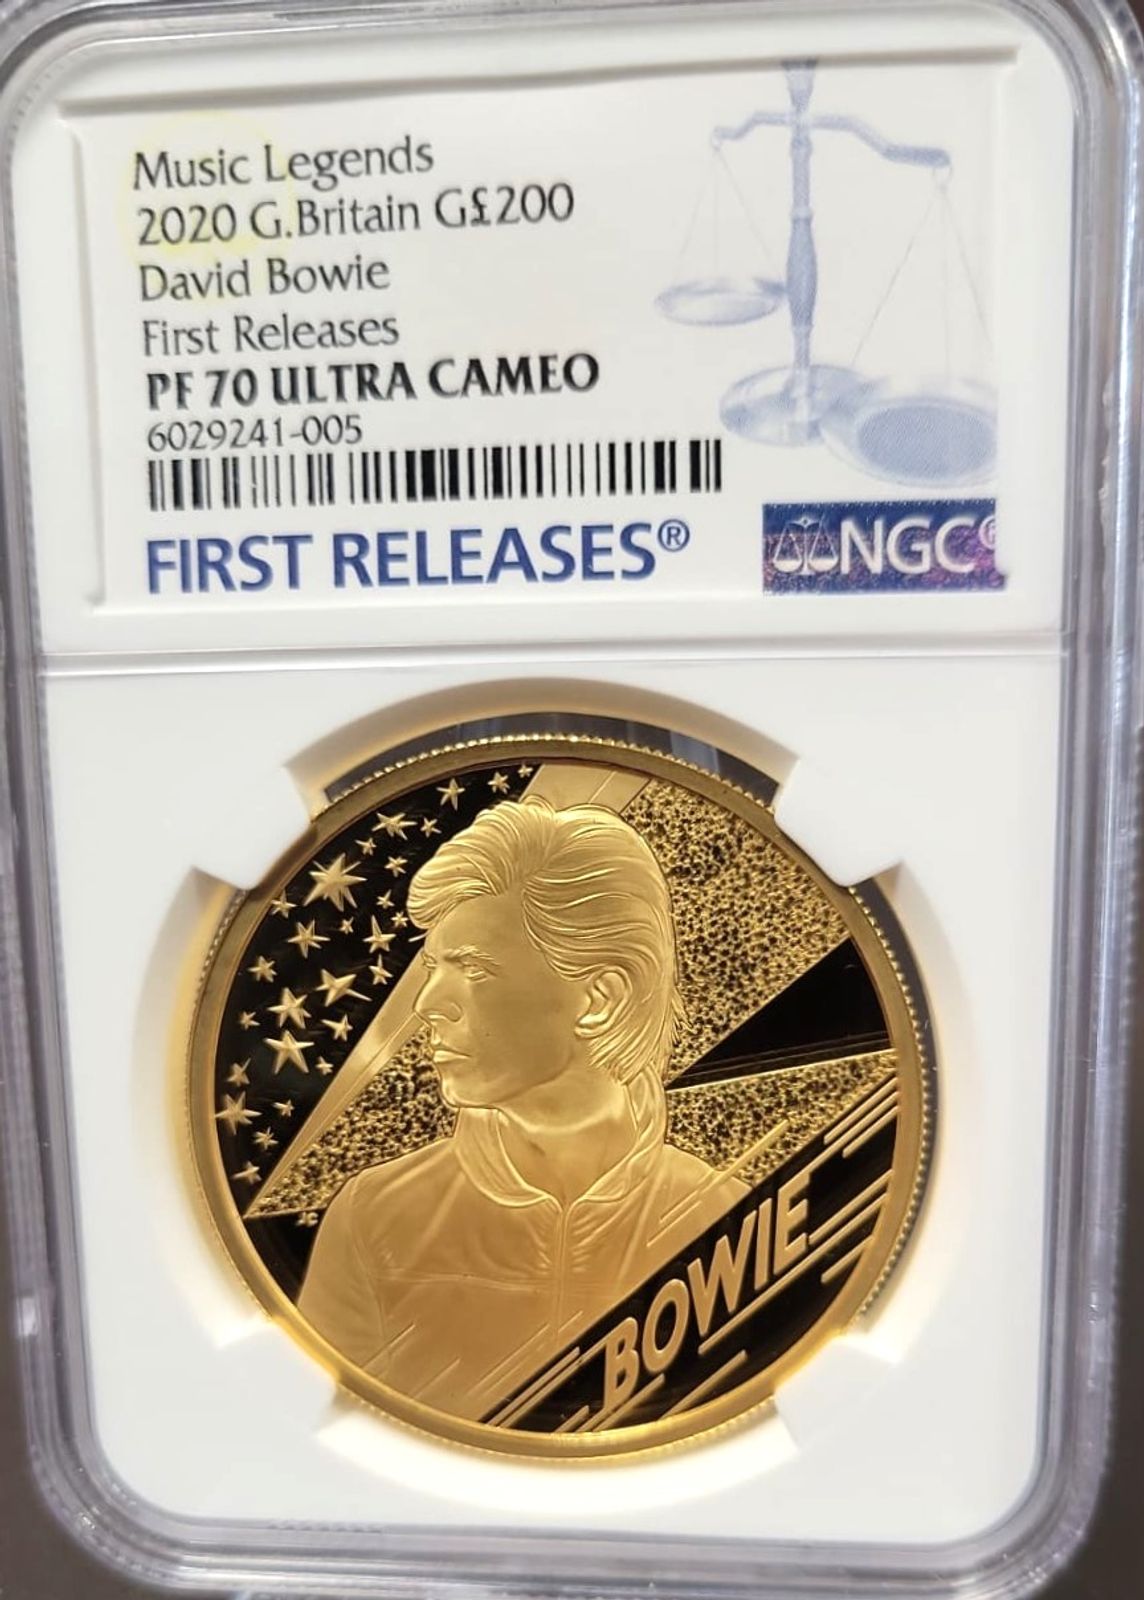 Music Legends
2020 G.Britain G£200
David Bowie
First Releases
PF 70 ULTRA CAMEO
6029241-005
FIRST RELEASES®
NGC®
JC
BOWIE